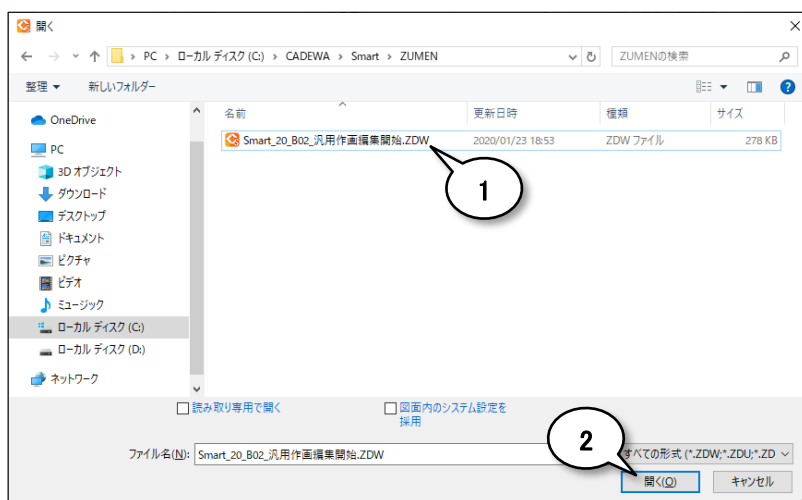 開く
PC > ローカル ディスク (C:) > CADEWA > Smart > ZUMEN
ZUMENの検索
整理
新しいフォルダー
名前 更新日時 種類 サイズ
Smart_20_B02_汎用作画編集開始.ZDW 2020/01/23 18:53 ZDW ファイル 278 KB
1
OneDrive
PC
3D オブジェクト
ダウンロード
デスクトップ
ドキュメント
ピクチャ
ビデオ
ミュージック
ローカル ディスク (C:)
ローカル ディスク (D:)
ネットワーク
読み取り専用で開く
図面内のシステム設定を
採用
2
ファイル名(N): Smart_20_B02_汎用作画編集開始.ZDW
すべての形式 (*.ZDW;*.ZDU;*.ZD
開く(O) キャンセル